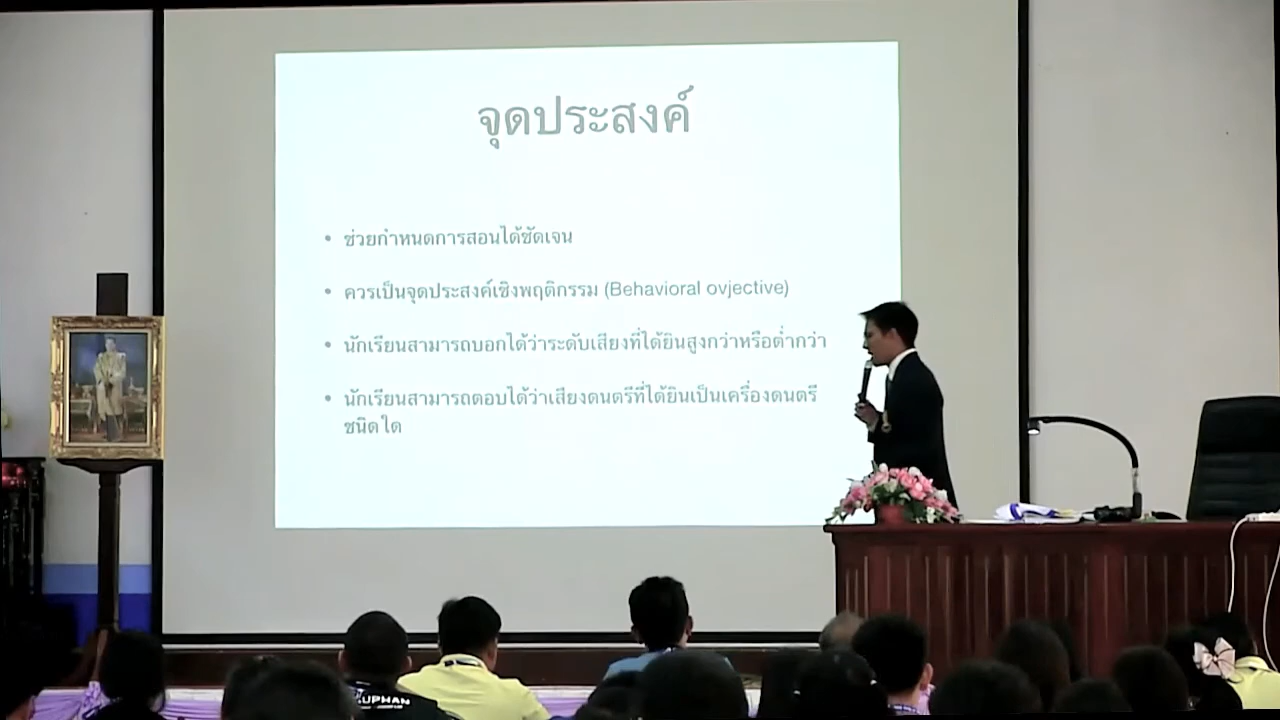 จุดประสงค์
• ช่วยกำหนดการสอนได้ชัดเจน
• ควรเป็นจุดประสงค์เชิงพฤติกรรม (Behavioral ovjective)
• นักเรียนสามารถบอกได้ว่าระดับเสียงที่ได้ยินสูงกว่าหรือต่ำกว่า
• นักเรียนสามารถตอบได้ว่าเสียงดนตรีที่ได้ยินเป็นเครื่องดนตรี
ชนิดใด
UPHAN